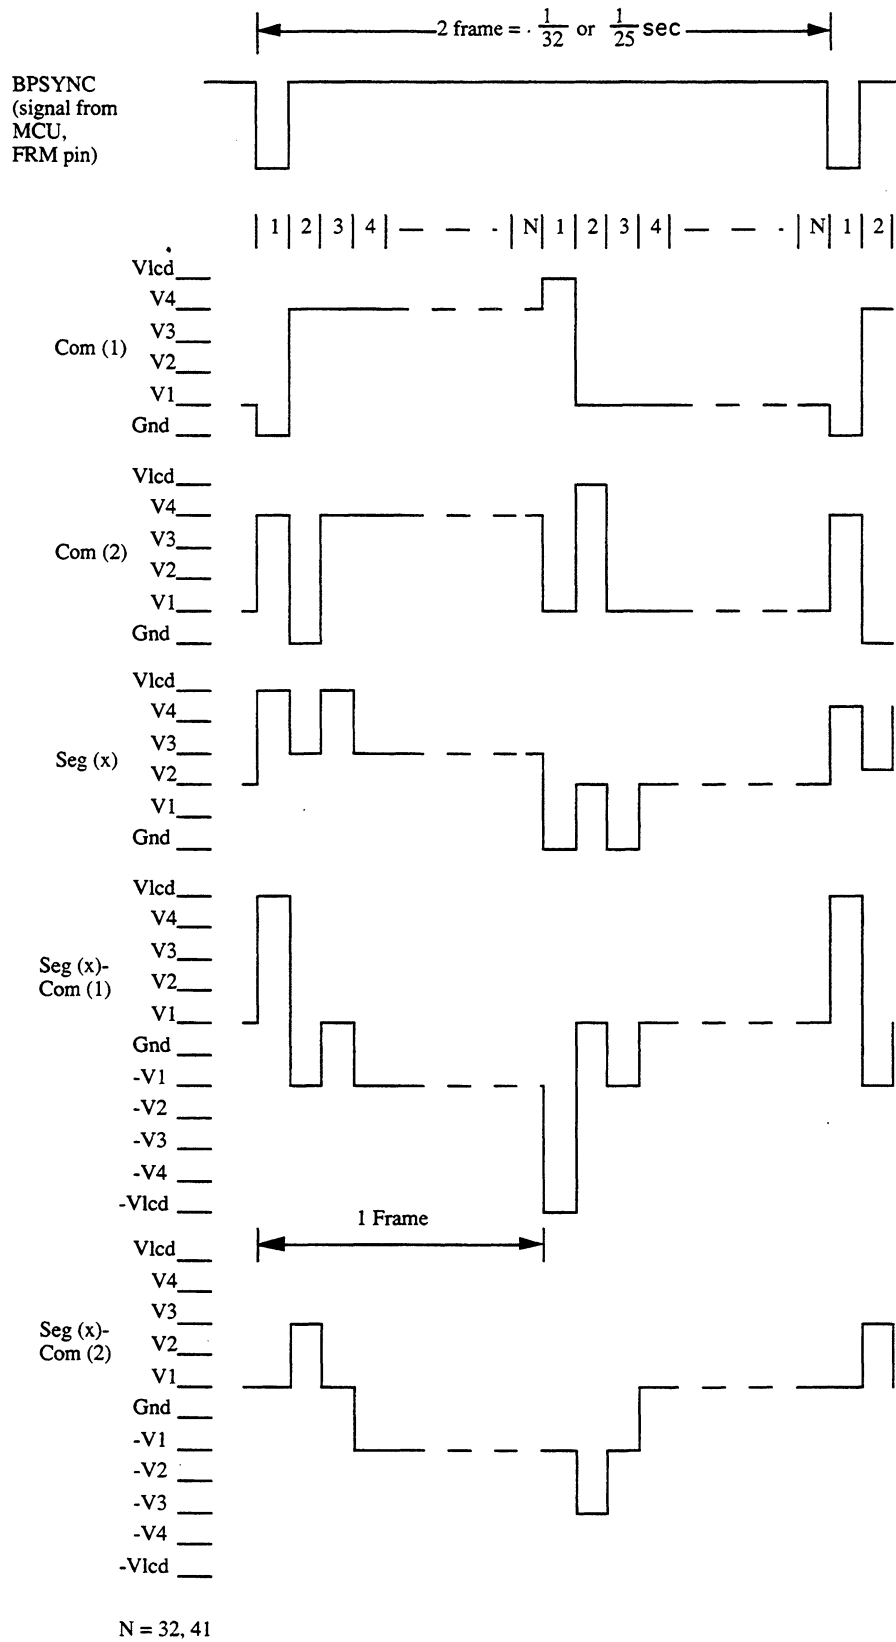 2 frame = 1/32 or 1/25 sec
BPSYNC
(signal from
MCU,
FRM pin)
1 2 3 4 — — - N 1 2 3 4 — — - N 1 2
Com (1)
Vlcd
V4
V3
V2
V1
Gnd
Com (2)
Vlcd
V4
V3
V2
V1
Gnd
Seg (x)
Vlcd
V4
V3
V2
V1
Gnd
Seg (x)-
Com (1)
Vlcd
V4
V3
V2
V1
Gnd
-V1
-V2
-V3
-V4
-Vlcd
1 Frame
Seg (x)-
Com (2)
Vlcd
V4
V3
V2
V1
Gnd
-V1
-V2
-V3
-V4
-Vlcd
N = 32, 41